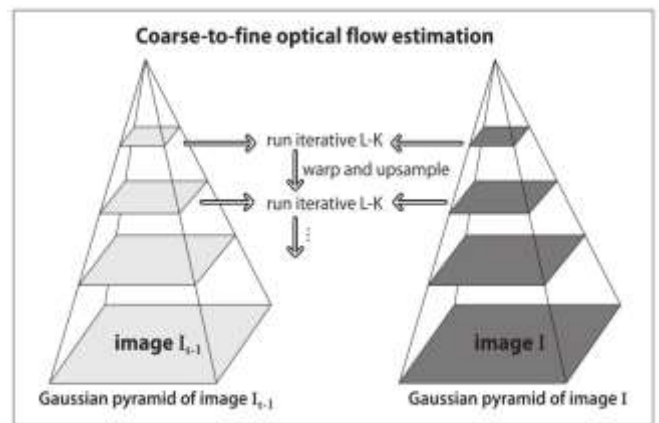 Coarse-to-fine optical flow estimation
run iterative L-K
warp and upsample
run iterative L-K
⋮
image I_{t-1}
image I
Gaussian pyramid of image I_{t-1}
Gaussian pyramid of image I